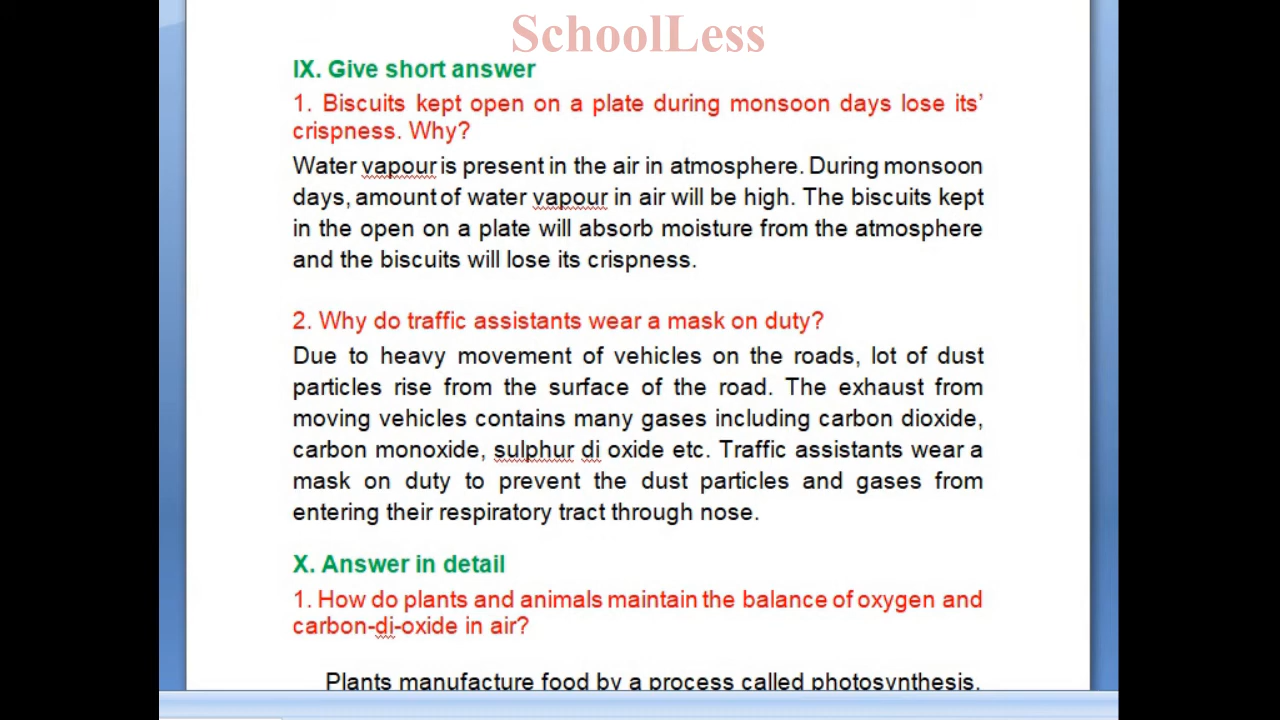 SchoolLess
IX. Give short answer
1. Biscuits kept open on a plate during monsoon days lose its’
crispness. Why?
Water vapour is present in the air in atmosphere. During monsoon
days, amount of water vapour in air will be high. The biscuits kept
in the open on a plate will absorb moisture from the atmosphere
and the biscuits will lose its crispness.
2. Why do traffic assistants wear a mask on duty?
Due to heavy movement of vehicles on the roads, lot of dust
particles rise from the surface of the road. The exhaust from
moving vehicles contains many gases including carbon dioxide,
carbon monoxide, sulphur di oxide etc. Traffic assistants wear a
mask on duty to prevent the dust particles and gases from
entering their respiratory tract through nose.
X. Answer in detail
1. How do plants and animals maintain the balance of oxygen and
carbon-di-oxide in air?
Plants manufacture food by a process called photosynthesis.